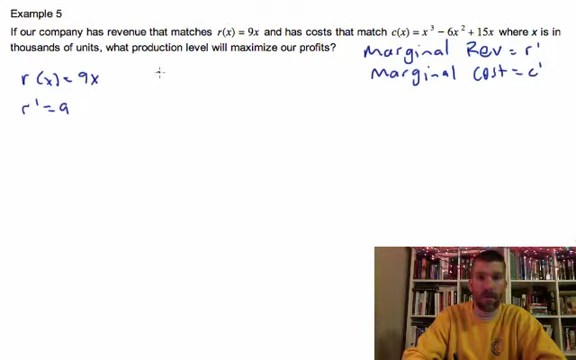 Example 5
If our company has revenue that matches r(x) = 9x and has costs that match c(x) = x³ − 6x² + 15x where x is in
thousands of units, what production level will maximize our profits?
Marginal Rev = r'
Marginal Cost = c'
r(x) = 9x
r' = 9